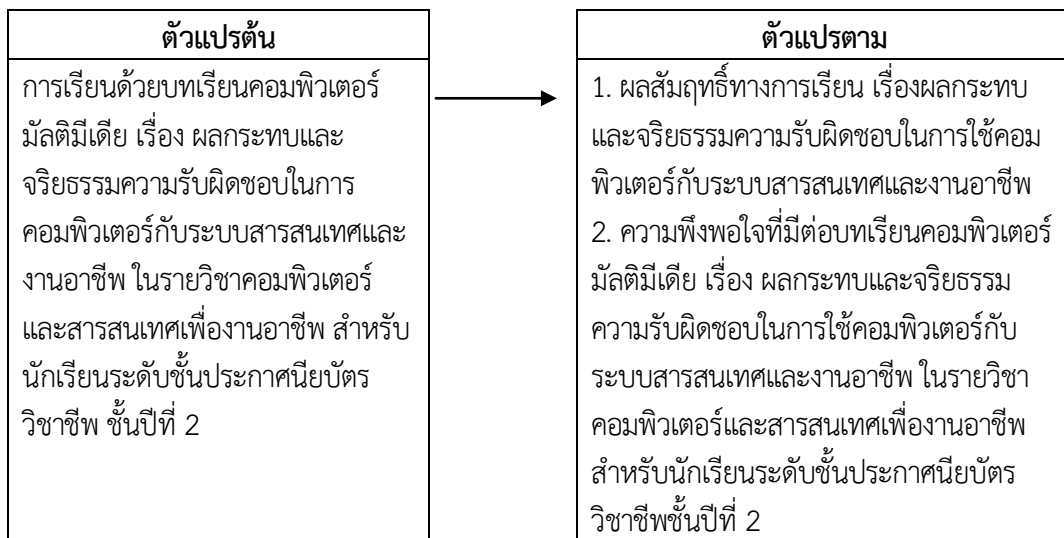 ตัวแปรต้น
การเรียนด้วยบทเรียนคอมพิวเตอร์
มัลติมีเดีย เรื่อง ผลกระทบและ
จริยธรรมความรับผิดชอบในการ
คอมพิวเตอร์กับระบบสารสนเทศและ
งานอาชีพ ในรายวิชาคอมพิวเตอร์
และสารสนเทศเพื่องานอาชีพ สำหรับ
นักเรียนระดับชั้นประกาศนียบัตร
วิชาชีพ ชั้นปีที่ 2
ตัวแปรตาม
1. ผลสัมฤทธิ์ทางการเรียน เรื่องผลกระทบ
และจริยธรรมความรับผิดชอบในการใช้คอม
พิวเตอร์กับระบบสารสนเทศและงานอาชีพ
2. ความพึงพอใจที่มีต่อบทเรียนคอมพิวเตอร์
มัลติมีเดีย เรื่อง ผลกระทบและจริยธรรม
ความรับผิดชอบในการใช้คอมพิวเตอร์กับ
ระบบสารสนเทศและงานอาชีพ ในรายวิชา
คอมพิวเตอร์และสารสนเทศเพื่องานอาชีพ
สำหรับนักเรียนระดับชั้นประกาศนียบัตร
วิชาชีพชั้นปีที่ 2